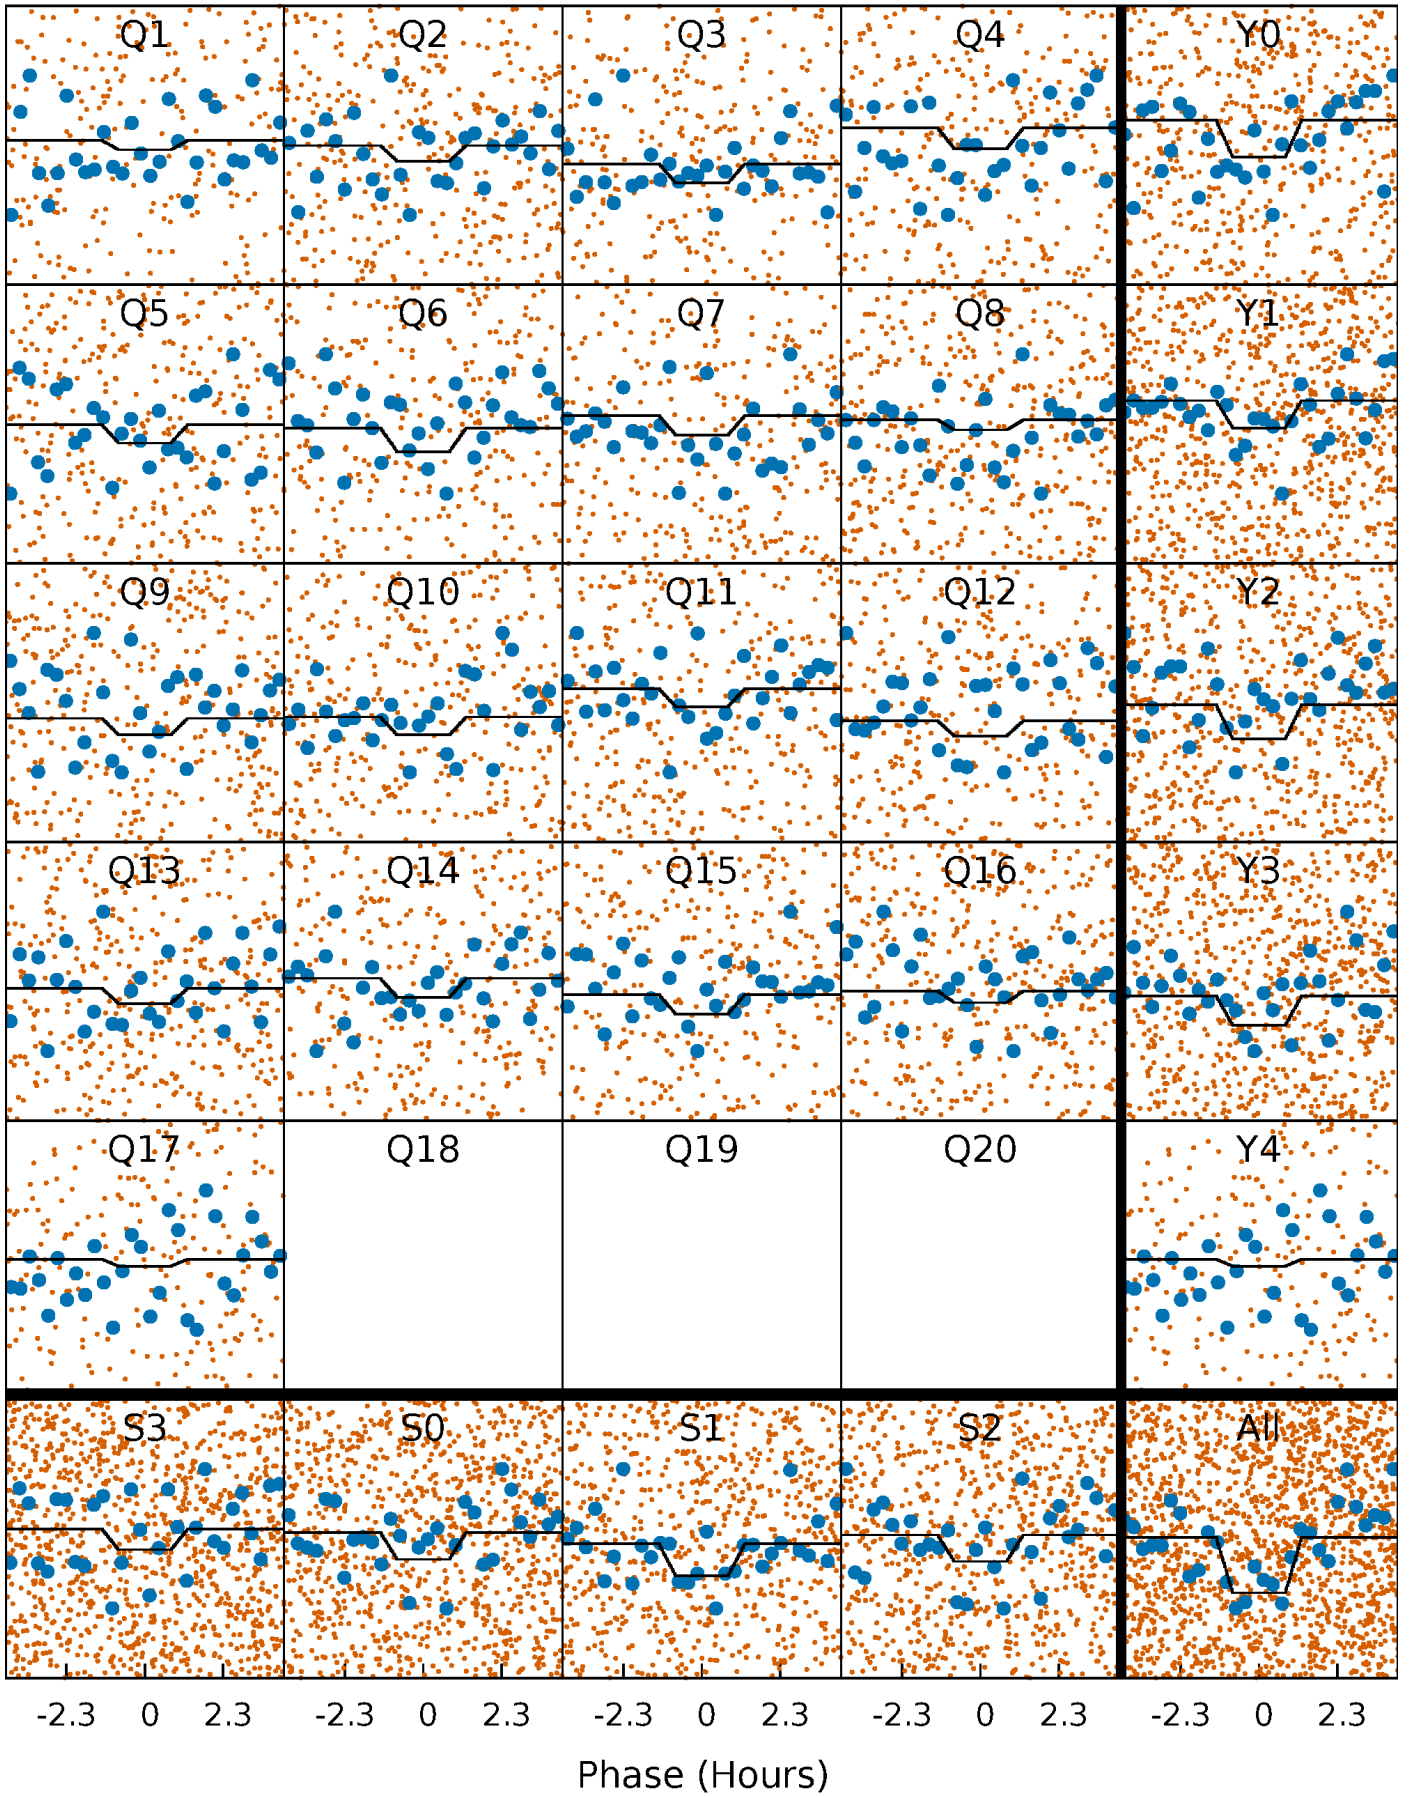 Q1 Q2 Q3 Q4 Y0
Q5 Q6 Q7 Q8 Y1
Q9 Q10 Q11 Q12 Y2
Q13 Q14 Q15 Q16 Y3
Q17 Q18 Q19 Q20 Y4
S3 S0 S1 S2 All
-2.3 0 2.3 -2.3 0 2.3 -2.3 0 2.3 -2.3 0 2.3 -2.3 0 2.3
Phase (Hours)